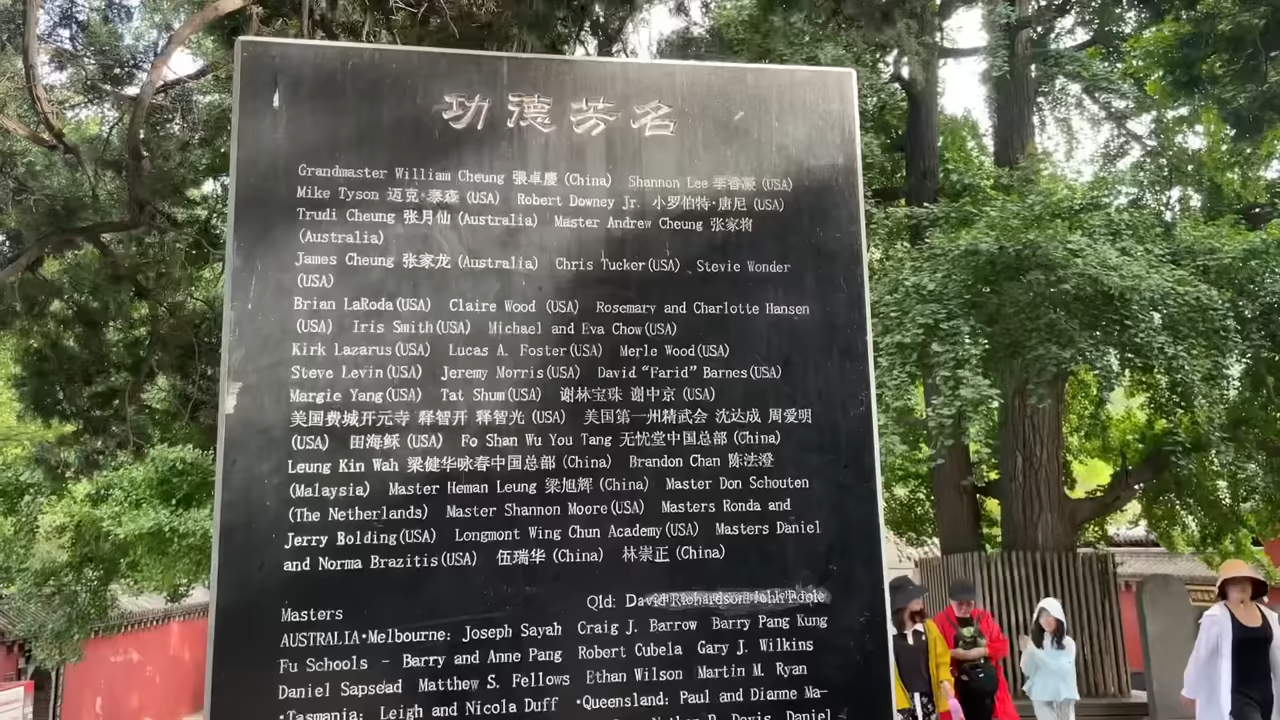 功德芳名
Grandmaster William Cheung 張卓慶 (China) Shannon Lee 李香凝 (USA)
Mike Tyson 迈克·泰森 (USA) Robert Downey Jr. 小罗伯特·唐尼 (USA)
Trudi Cheung 张月仙 (Australia) Master Andrew Cheung 张家将
(Australia)
James Cheung 张家龙 (Australia) Chris Tucker(USA) 、Stevie Wonder
(USA)
Brian LaRoda(USA) Claire Wood (USA) Rosemary and Charlotte Hansen
(USA) Iris Smith(USA) Michael and Eva Chow(USA)
Kirk Lazarus(USA) Lucas A. Foster(USA) Merle Wood(USA)
Steve Levin(USA) Jeremy Morris(USA) David “Farid” Barnes(USA)
Margie Yang(USA) Tat Shum(USA) 谢林宝珠 谢中京 (USA)
美国费城开元寺 释智开 释智光 (USA) 美国第一州精武会 沈达成 周爱明
(USA) 田海稣 (USA) Fo Shan Wu You Tang 无忧堂中国总部 (China)
Leung Kin Wah 梁健华咏春中国总部 (China) Brandon Chan 陈法澄
(Malaysia) Master Heman Leung 梁旭辉 (China) Master Don Schouten
(The Netherlands) Master Shannon Moore(USA) Masters Ronda and
Jerry Bolding(USA) Longmont Wing Chun Academy(USA) Masters Daniel
and Norma Brazitis(USA) 伍瑞华 (China) 林崇正 (China)
Masters Qld: David Richardson John
AUSTRALIA·Melbourne: Joseph Sayah Craig J. Barrow Barry Pang Kung
Fu Schools - Barry and Anne Pang Robert Cubela Gary J. Wilkins
Daniel Sapsead Matthew S. Fellows Ethan Wilson Martin M. Ryan
·Tasmania: Leigh and Nicola Duff ·Queensland: Paul and Dianne Ma-
D. Davis Daniel